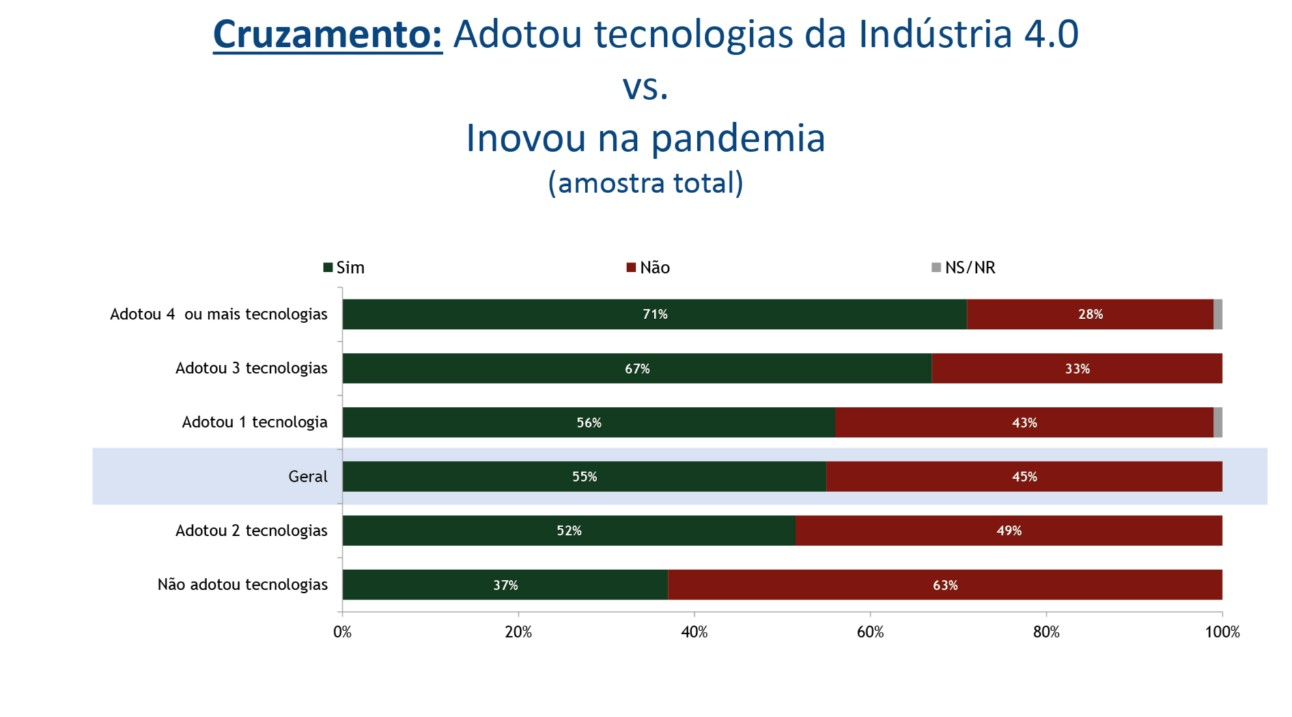 Cruzamento: Adotou tecnologias da Indústria 4.0
vs.
Inovou na pandemia
(amostra total)
Sim Não NS/NR
Adotou 4 ou mais tecnologias 71% 28%
Adotou 3 tecnologias 67% 33%
Adotou 1 tecnologia 56% 43%
Geral 55% 45%
Adotou 2 tecnologias 52% 49%
Não adotou tecnologias 37% 63%
0% 20% 40% 60% 80% 100%